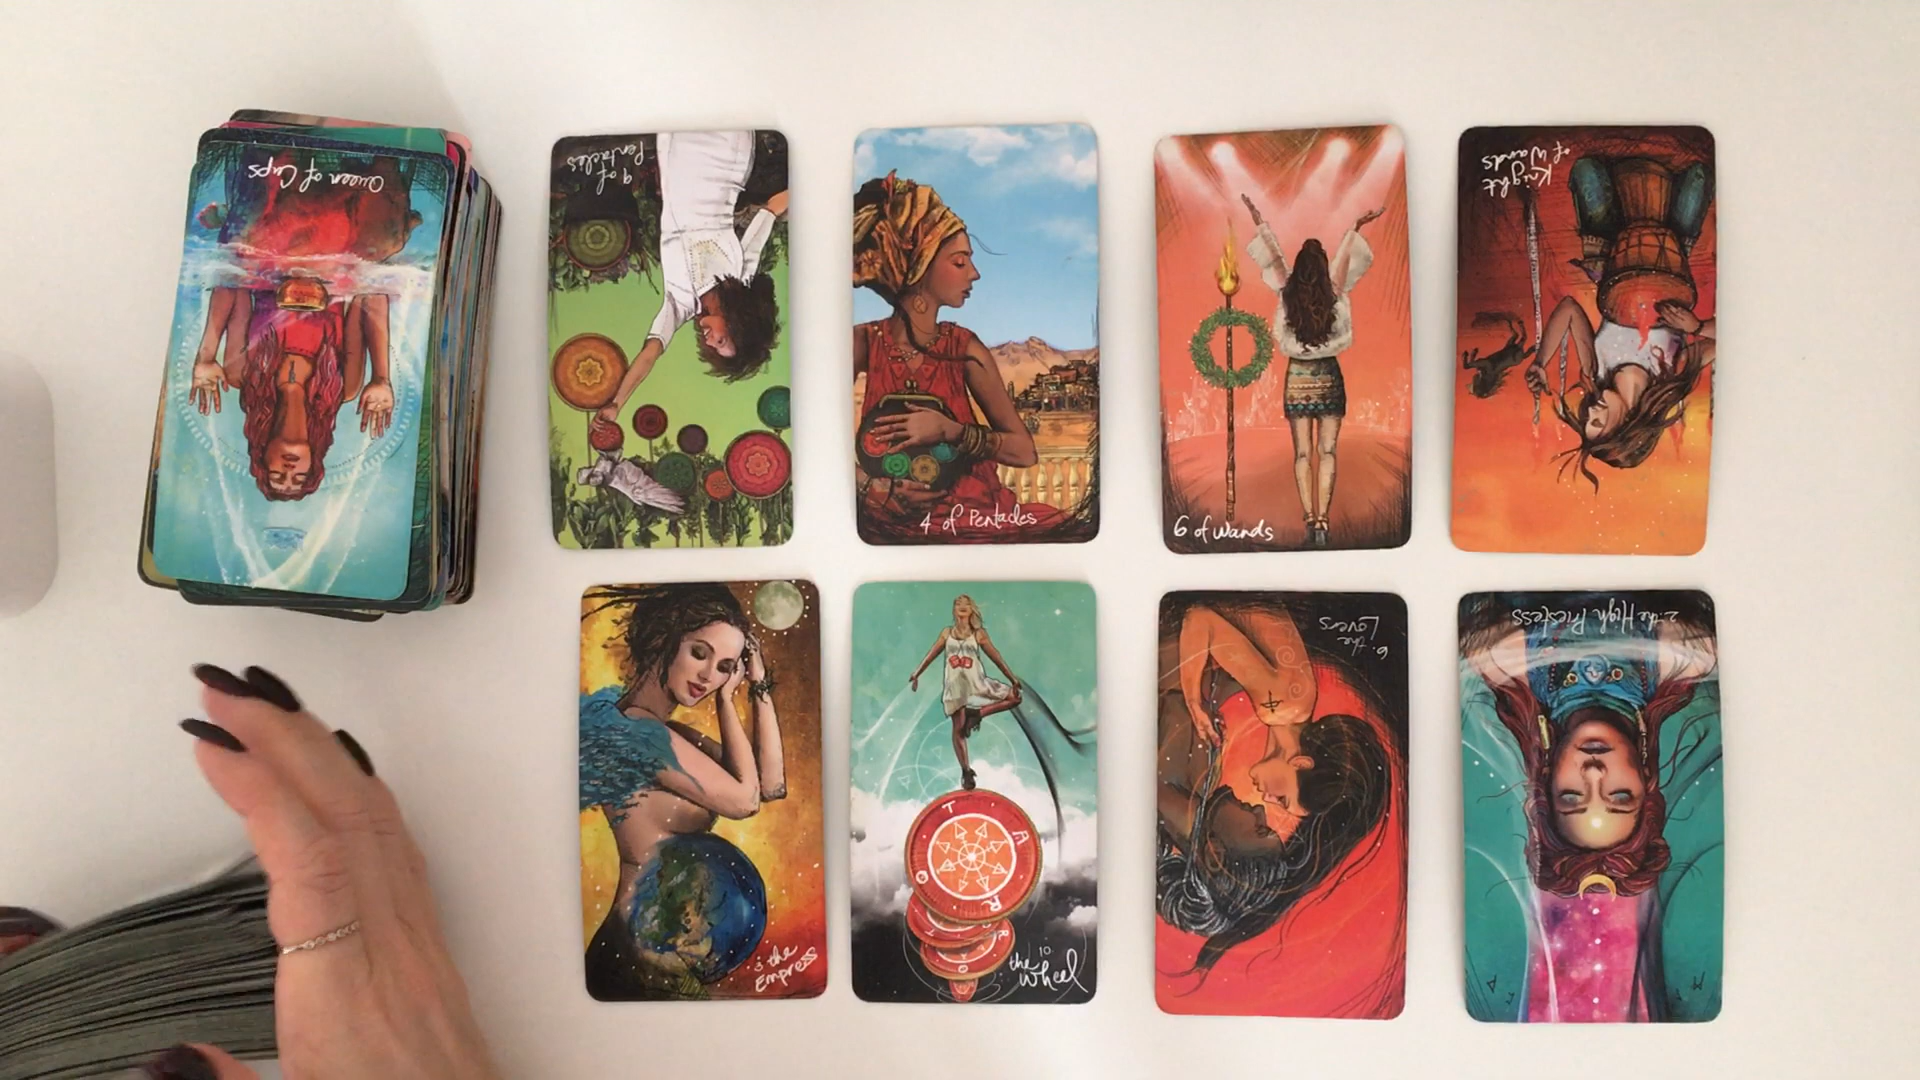 Queen of Cups
9 of
Pentacles
4 of Pentacles
6 of Wands
Knight
of Wands
3 the
Empress
T A R O
T R O
10
the
Wheel
6. the
Lovers
2. the High Priestess